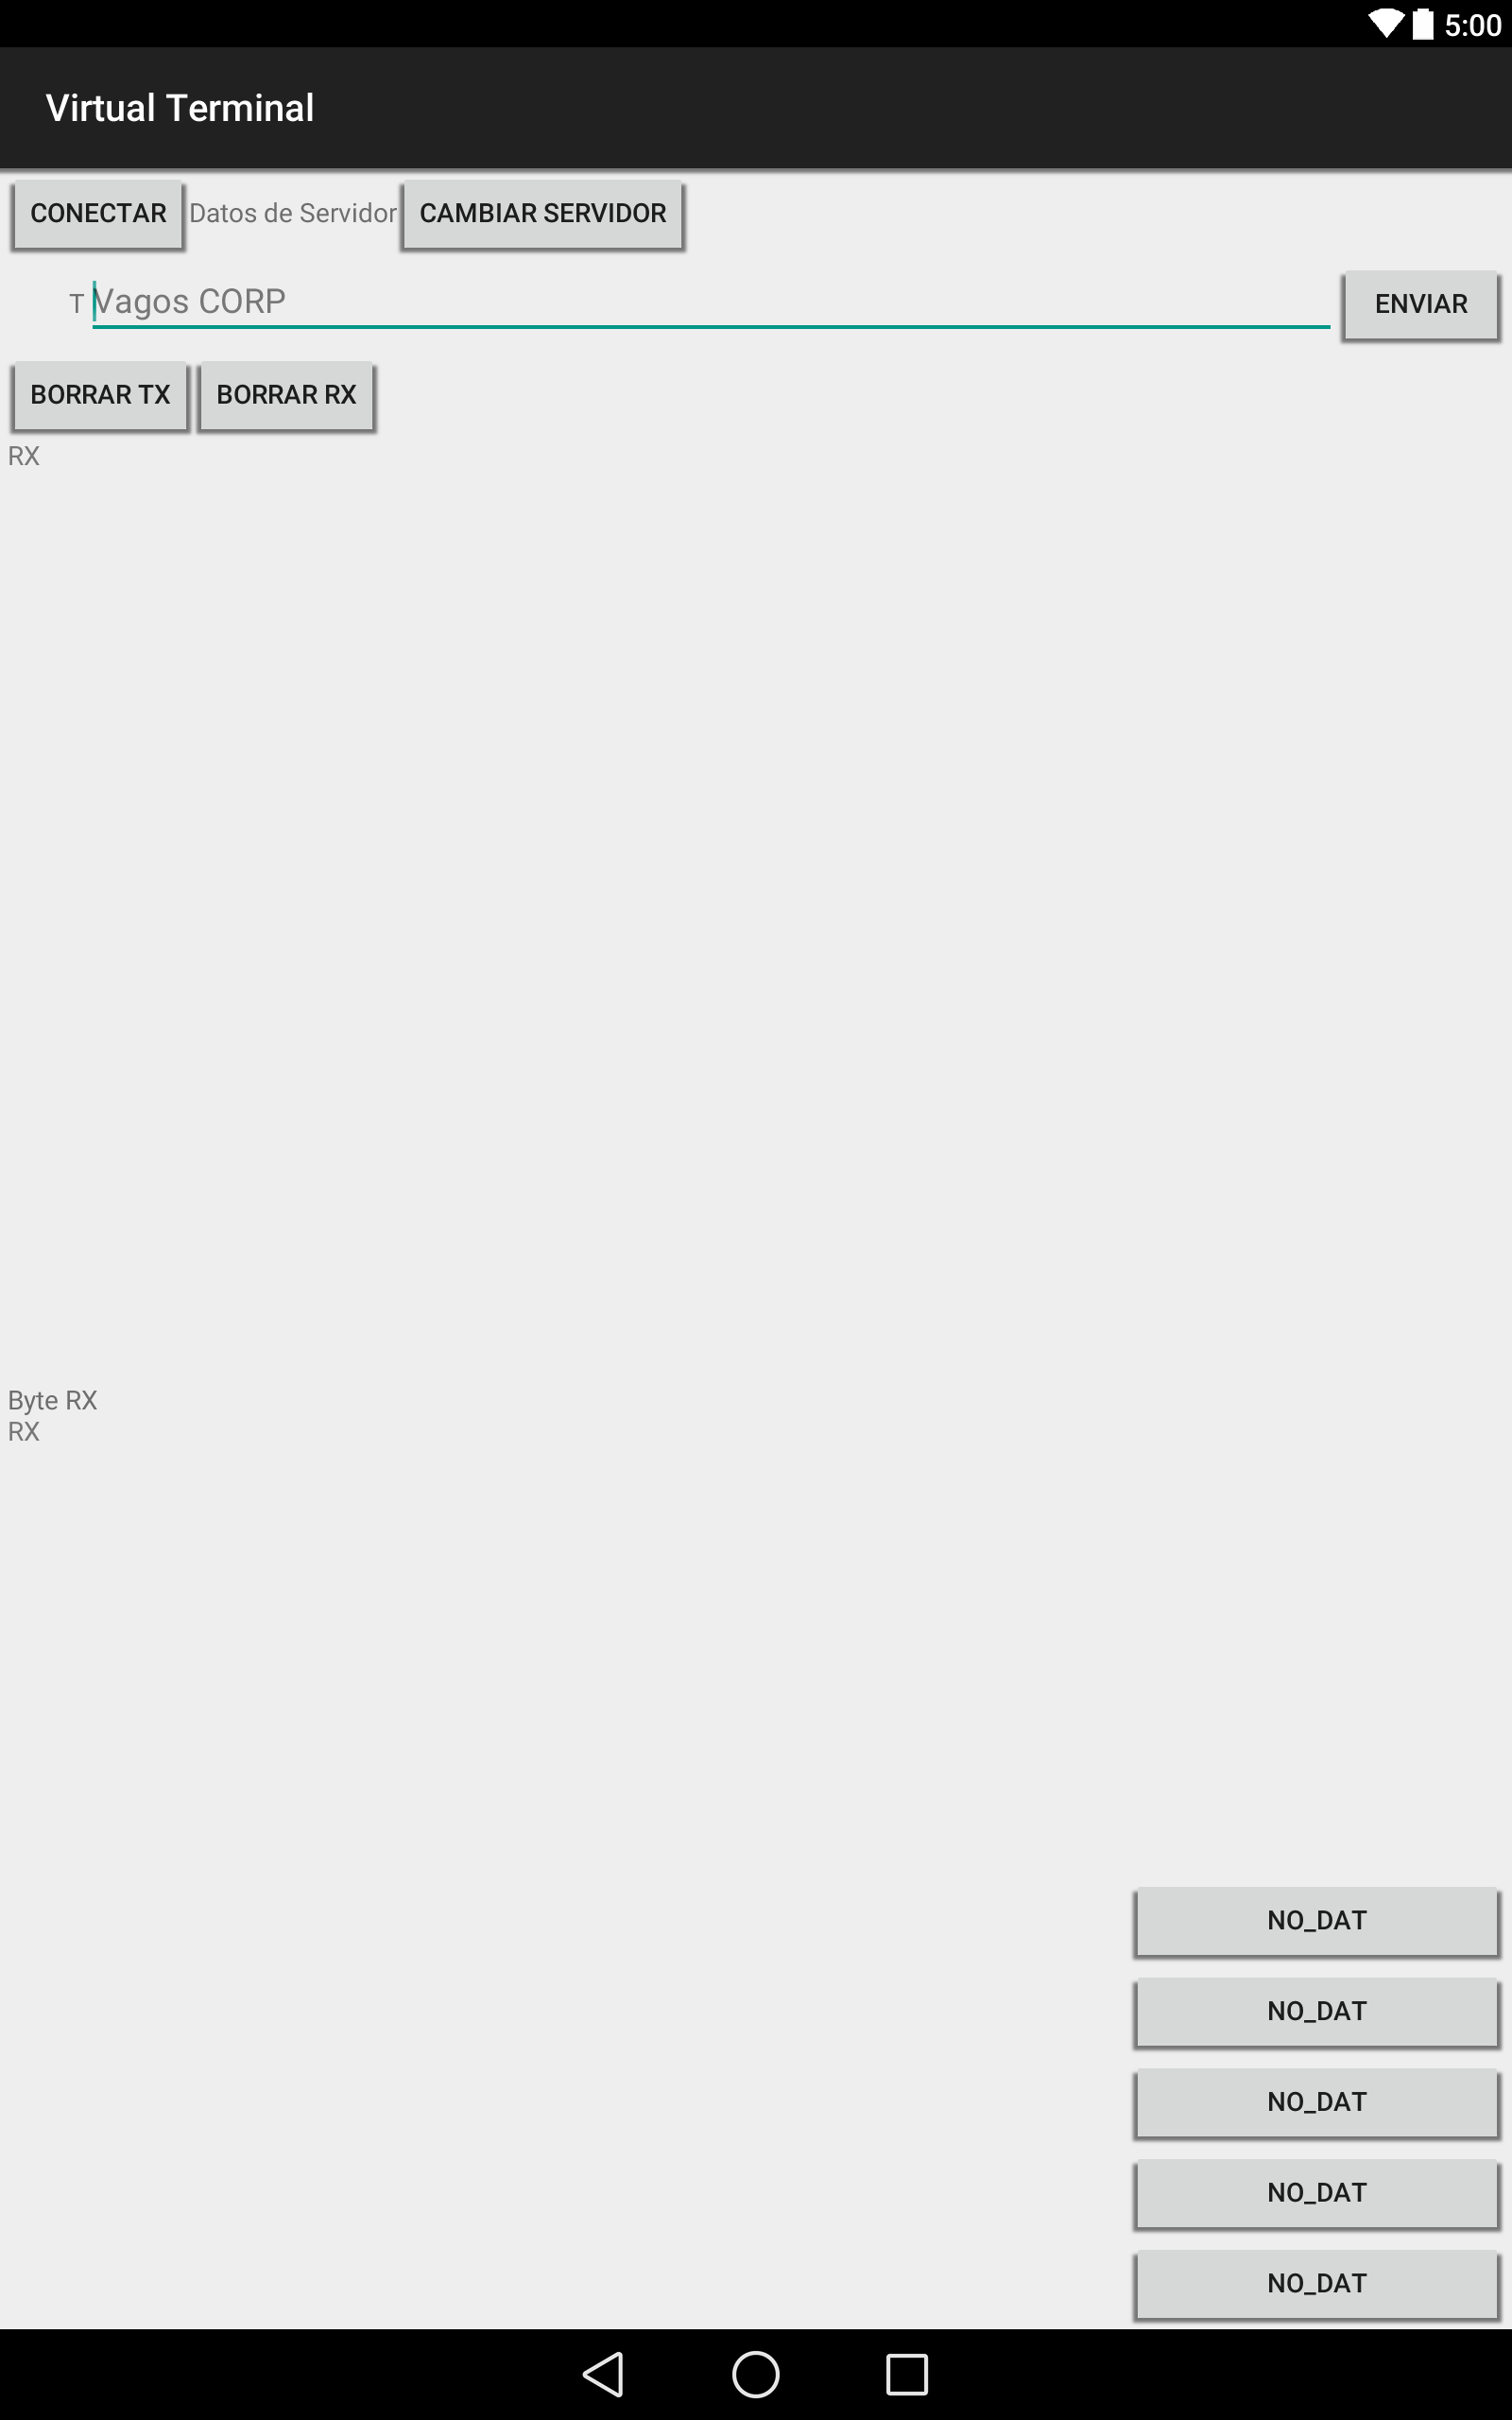 5:00
Virtual Terminal
CONECTAR Datos de Servidor CAMBIAR SERVIDOR
T Vagos CORP ENVIAR
BORRAR TX BORRAR RX
RX
Byte RX
RX
NO_DAT
NO_DAT
NO_DAT
NO_DAT
NO_DAT